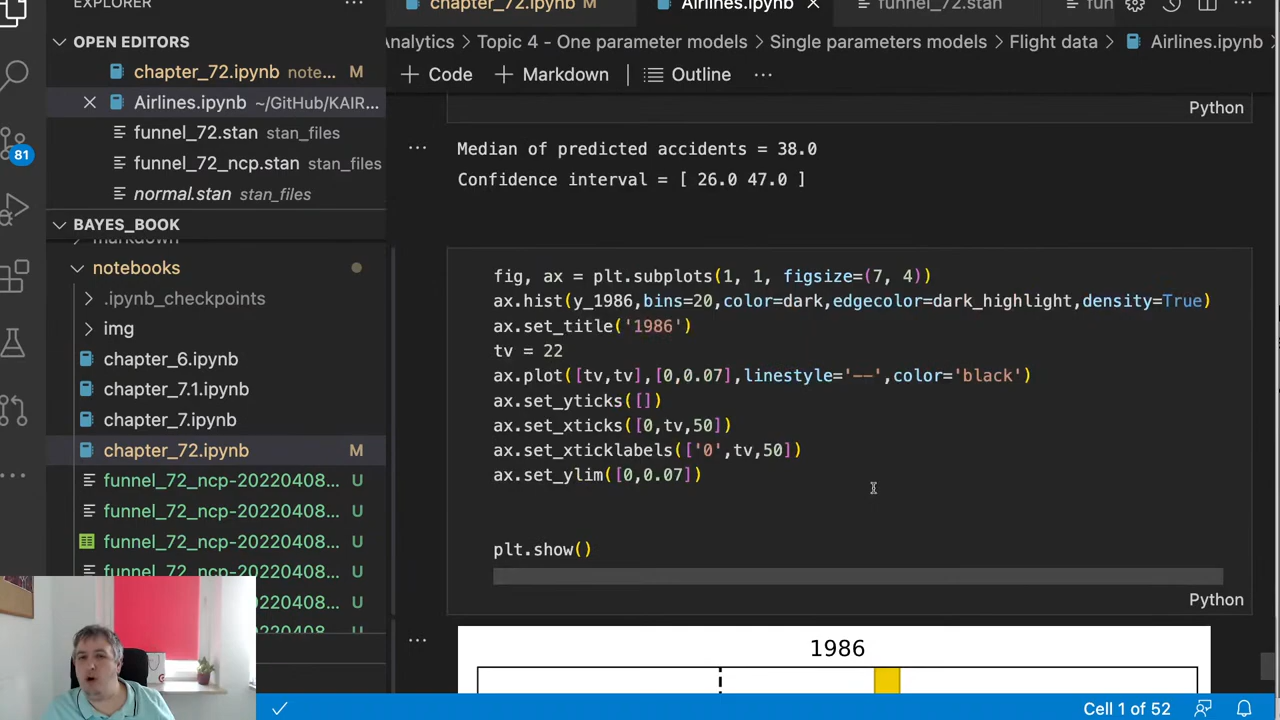 EXPLORER
OPEN EDITORS
chapter_72.ipynb note... M
Airlines.ipynb ~/GitHub/KAIR...
funnel_72.stan stan_files
funnel_72_ncp.stan stan_files
normal.stan stan_files
BAYES_BOOK
markdown
notebooks
.ipynb_checkpoints
img
chapter_6.ipynb
chapter_7.1.ipynb
chapter_7.ipynb
chapter_72.ipynb M
funnel_72_ncp-20220408... U
funnel_72_ncp-20220408... U
funnel_72_ncp-20220408... U
funnel_72_ncp-20220408... U
220408... U
220408... U
81
chapter_72.ipynb M
Airlines.ipynb
funnel_72.stan
fun
Analytics > Topic 4 - One parameter models > Single parameters models > Flight data > Airlines.ipynb >
+ Code + Markdown Outline ...
Python
Median of predicted accidents = 38.0
Confidence interval = [ 26.0 47.0 ]
fig, ax = plt.subplots(1, 1, figsize=(7, 4))
ax.hist(y_1986,bins=20,color=dark,edgecolor=dark_highlight,density=True)
ax.set_title('1986')
tv = 22
ax.plot([tv,tv],[0,0.07],linestyle='--',color='black')
ax.set_yticks([])
ax.set_xticks([0,tv,50])
ax.set_xticklabels(['0',tv,50])
ax.set_ylim([0,0.07])
plt.show()
Python
1986
Cell 1 of 52